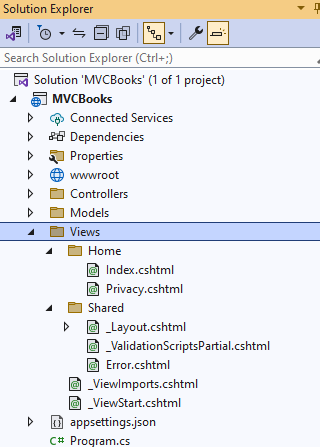 Solution Explorer
Search Solution Explorer (Ctrl+;)
Solution 'MVCBooks' (1 of 1 project)
MVCBooks
Connected Services
Dependencies
Properties
wwwroot
Controllers
Models
Views
Home
Index.cshtml
Privacy.cshtml
Shared
_Layout.cshtml
_ValidationScriptsPartial.cshtml
Error.cshtml
_ViewImports.cshtml
_ViewStart.cshtml
appsettings.json
C# Program.cs